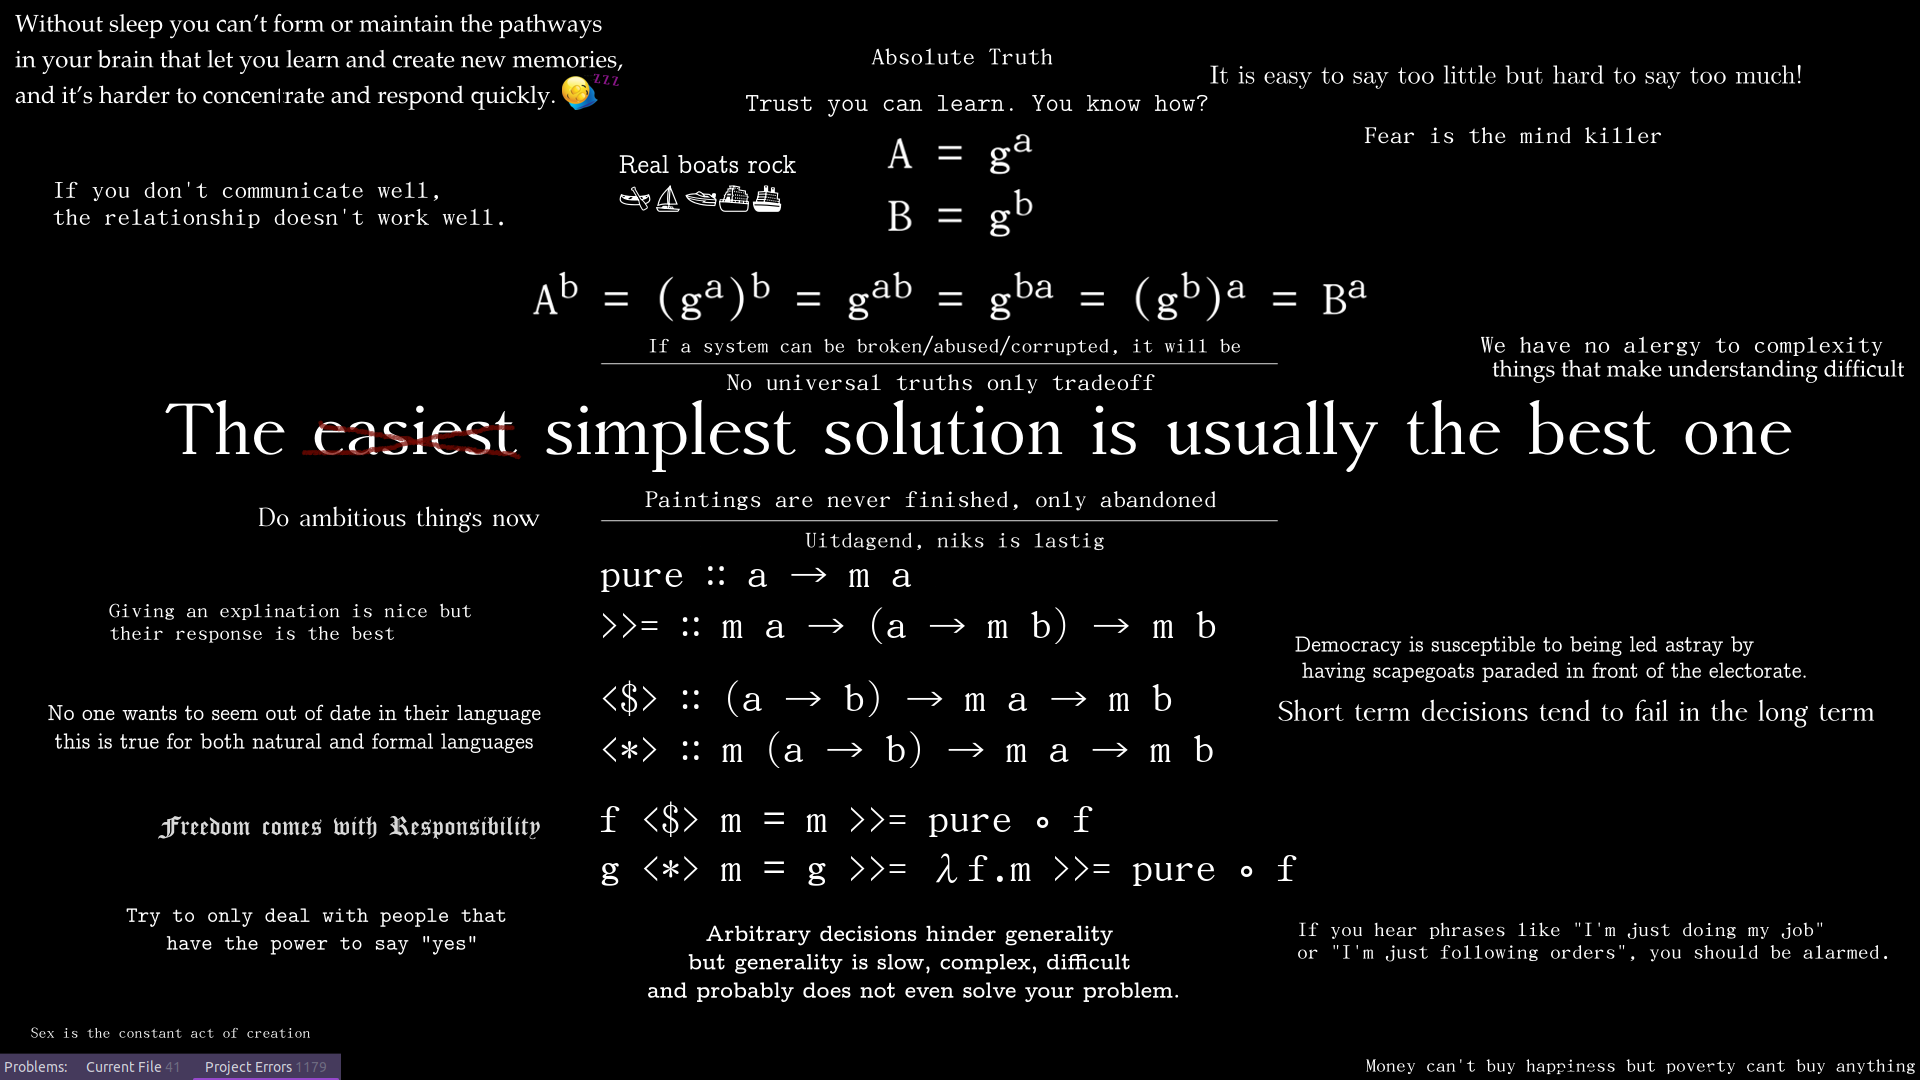 Without sleep you can’t form or maintain the pathways
in your brain that let you learn and create new memories,
and it’s harder to concentrate and respond quickly.
zzz
Absolute Truth
It is easy to say too little but hard to say too much!
Trust you can learn. You know how?
Fear is the mind killer
A = gᵃ
Real boats rock
If you don't communicate well,
the relationship doesn't work well.
B = gᵇ
Aᵇ = (gᵃ)ᵇ = gᵃᵇ = gᵇᵃ = (gᵇ)ᵃ = Bᵃ
If a system can be broken/abused/corrupted, it will be
We have no alergy to complexity
things that make understanding difficult
No universal truths only tradeoff
The easiest simplest solution is usually the best one
Paintings are never finished, only abandoned
Do ambitious things now
Uitdagend, niks is lastig
pure :: a → m a
>>= :: m a → (a → m b) → m b
Giving an explination is nice but
their response is the best
Democracy is susceptible to being led astray by
having scapegoats paraded in front of the electorate.
<$> :: (a → b) → m a → m b
Short term decisions tend to fail in the long term
No one wants to seem out of date in their language
this is true for both natural and formal languages
<*> :: m (a → b) → m a → m b
f <$> m = m >>= pure ∘ f
Freedom comes with Responsibility
g <*> m = g >>= λf.m >>= pure ∘ f
Try to only deal with people that
have the power to say "yes"
Arbitrary decisions hinder generality
but generality is slow, complex, difficult
and probably does not even solve your problem.
If you hear phrases like "I'm just doing my job"
or "I'm just following orders", you should be alarmed.
Sex is the constant act of creation
Problems: Current File 41 Project Errors 1179
Money can't buy happiness but poverty cant buy anything